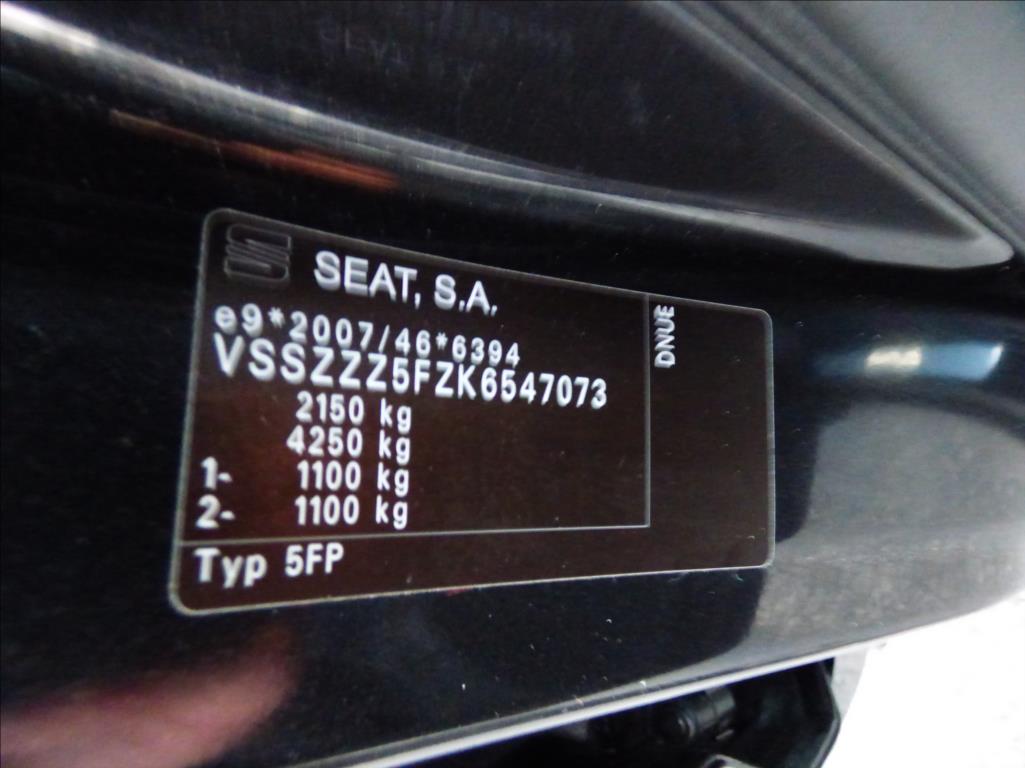 SEAT, S.A.
e9*2007/46*6394
VSSZZZ5FZK6547073
2150 kg
4250 kg
1- 1100 kg
2- 1100 kg
Typ 5FP
DNUE